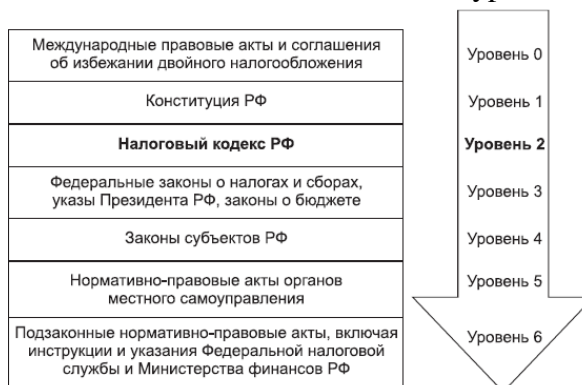 Международные правовые акты и соглашения
об избежании двойного налогообложения
Уровень 0
Конституция РФ
Уровень 1
Налоговый кодекс РФ
Уровень 2
Федеральные законы о налогах и сборах,
указы Президента РФ, законы о бюджете
Уровень 3
Законы субъектов РФ
Уровень 4
Нормативно-правовые акты органов
местного самоуправления
Уровень 5
Подзаконные нормативно-правовые акты, включая
инструкции и указания Федеральной налоговой
службы и Министерства финансов РФ
Уровень 6